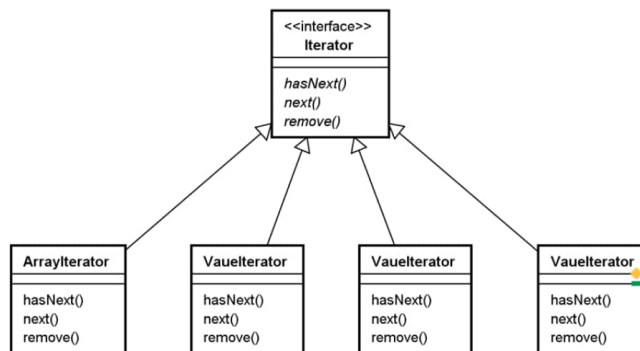 <<interface>>
Iterator
hasNext()
next()
remove()
ArrayIterator
hasNext()
next()
remove()
VaueIterator
hasNext()
next()
remove()
VaueIterator
hasNext()
next()
remove()
VaueIterator
hasNext()
next()
remove()